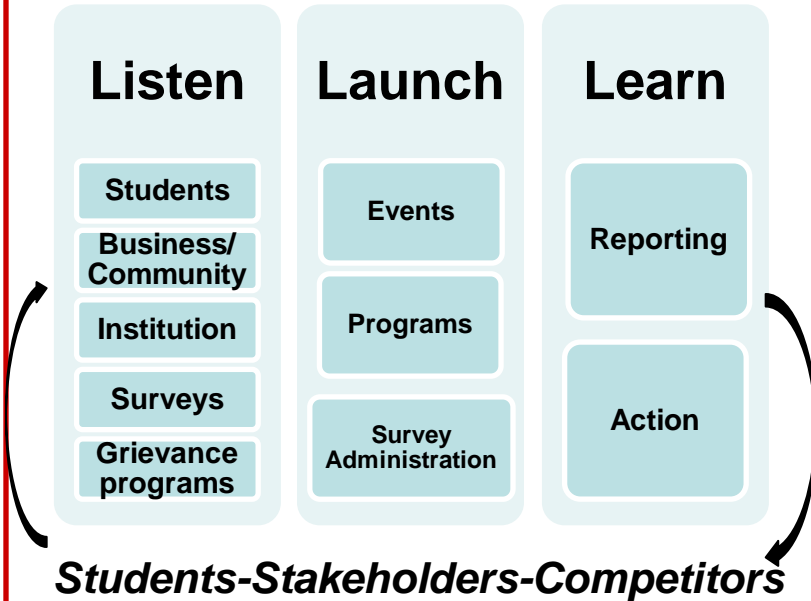 Listen
Students
Business/
Community
Institution
Surveys
Grievance
programs
Launch
Events
Programs
Survey
Administration
Learn
Reporting
Action
Students-Stakeholders-Competitors